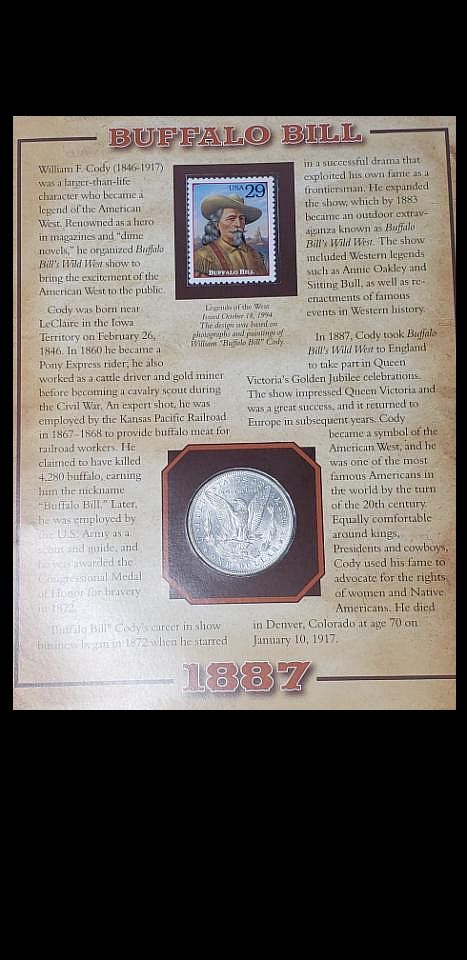 BUFFALO BILL
William F. Cody (1846-1917)
was a larger-than-life
character who became a
legend of the American
West. Renowned as a hero
in magazines and "dime
novels," he organized Buffalo
Bill's Wild West show to
bring the excitement of the
American West to the public.
Cody was born near
LeClaire in the Iowa
Territory on February 26,
1846. In 1860 he became a
Pony Express rider; he also
worked as a cattle driver and gold miner
before becoming a cavalry scout during
the Civil War. An expert shot, he was
employed by the Kansas Pacific Railroad
in 1867–1868 to provide buffalo meat for
railroad workers. He
claimed to have killed
4,280 buffalo, earning
him the nickname
"Buffalo Bill." Later,
he was employed by
the U.S. Army as a
scout and guide, and
he was awarded the
Congressional Medal
of Honor for bravery
in 1872.
"Buffalo Bill" Cody's career in show
business began in 1872 when he starred
USA 29
BUFFALO BILL
Legends of the West
Issued October 18, 1994
The design was based on
photographs and paintings of
William "Buffalo Bill" Cody.
in a successful drama that
exploited his own fame as a
frontiersman. He expanded
the show, which by 1883
became an outdoor extrav-
aganza known as Buffalo
Bill's Wild West. The show
included Western legends
such as Annie Oakley and
Sitting Bull, as well as re-
enactments of famous
events in Western history.
In 1887, Cody took Buffalo
Bill's Wild West to England
to take part in Queen
Victoria's Golden Jubilee celebrations.
The show impressed Queen Victoria and
was a great success, and it returned to
Europe in subsequent years. Cody
became a symbol of the
American West, and he
was one of the most
famous Americans in
the world by the turn
of the 20th century.
Equally comfortable
around kings,
Presidents and cowboys,
Cody used his fame to
advocate for the rights
of women and Native
Americans. He died
in Denver, Colorado at age 70 on
January 10, 1917.
1887